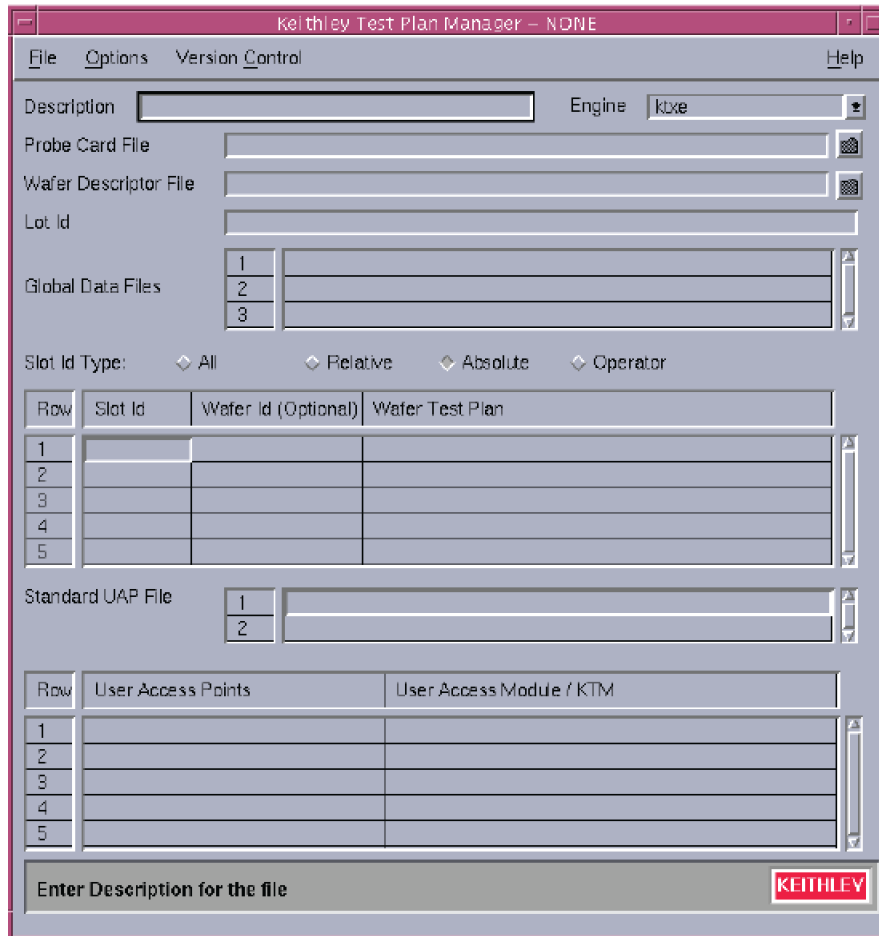 Keithley Test Plan Manager – NONE
File Options Version Control Help
Description Engine ktxe
Probe Card File
Wafer Descriptor File
Lot Id
Global Data Files
1
2
3
Slot Id Type: All Relative Absolute Operator
Row Slot Id Wafer Id (Optional) Wafer Test Plan
1
2
3
4
5
Standard UAP File
1
2
Row User Access Points User Access Module / KTM
1
2
3
4
5
Enter Description for the file KEITHLEY